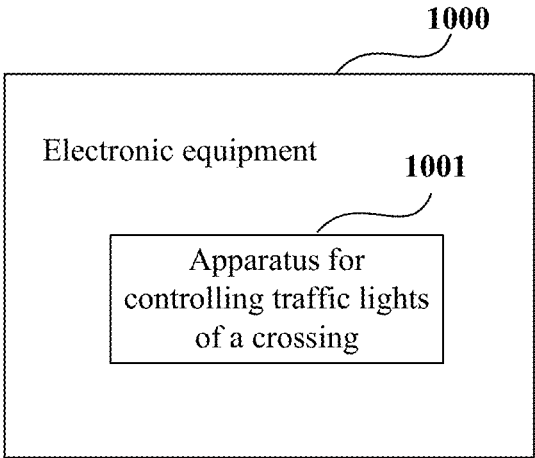 1000
Electronic equipment
1001
Apparatus for
controlling traffic lights
of a crossing